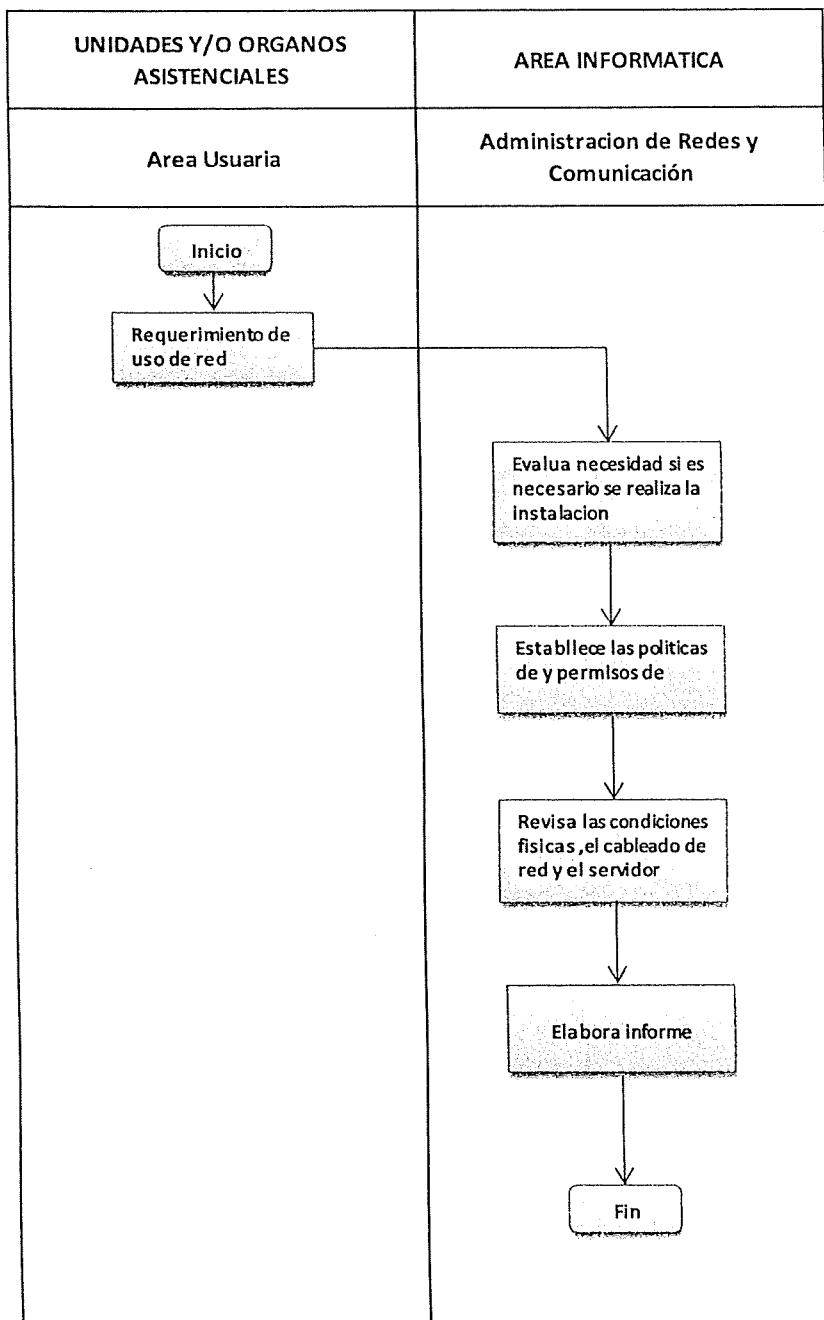 UNIDADES Y/O ORGANOS
ASISTENCIALES
AREA INFORMATICA
Area Usuaria
Administracion de Redes y
Comunicación
Inicio
Requerimiento de
uso de red
Evalua necesidad si es
necesario se realiza la
instalacion
Establlece las politicas
de y permisos de
Revisa las condiciones
fisicas ,el cableado de
red y el servidor
Elabora informe
Fin